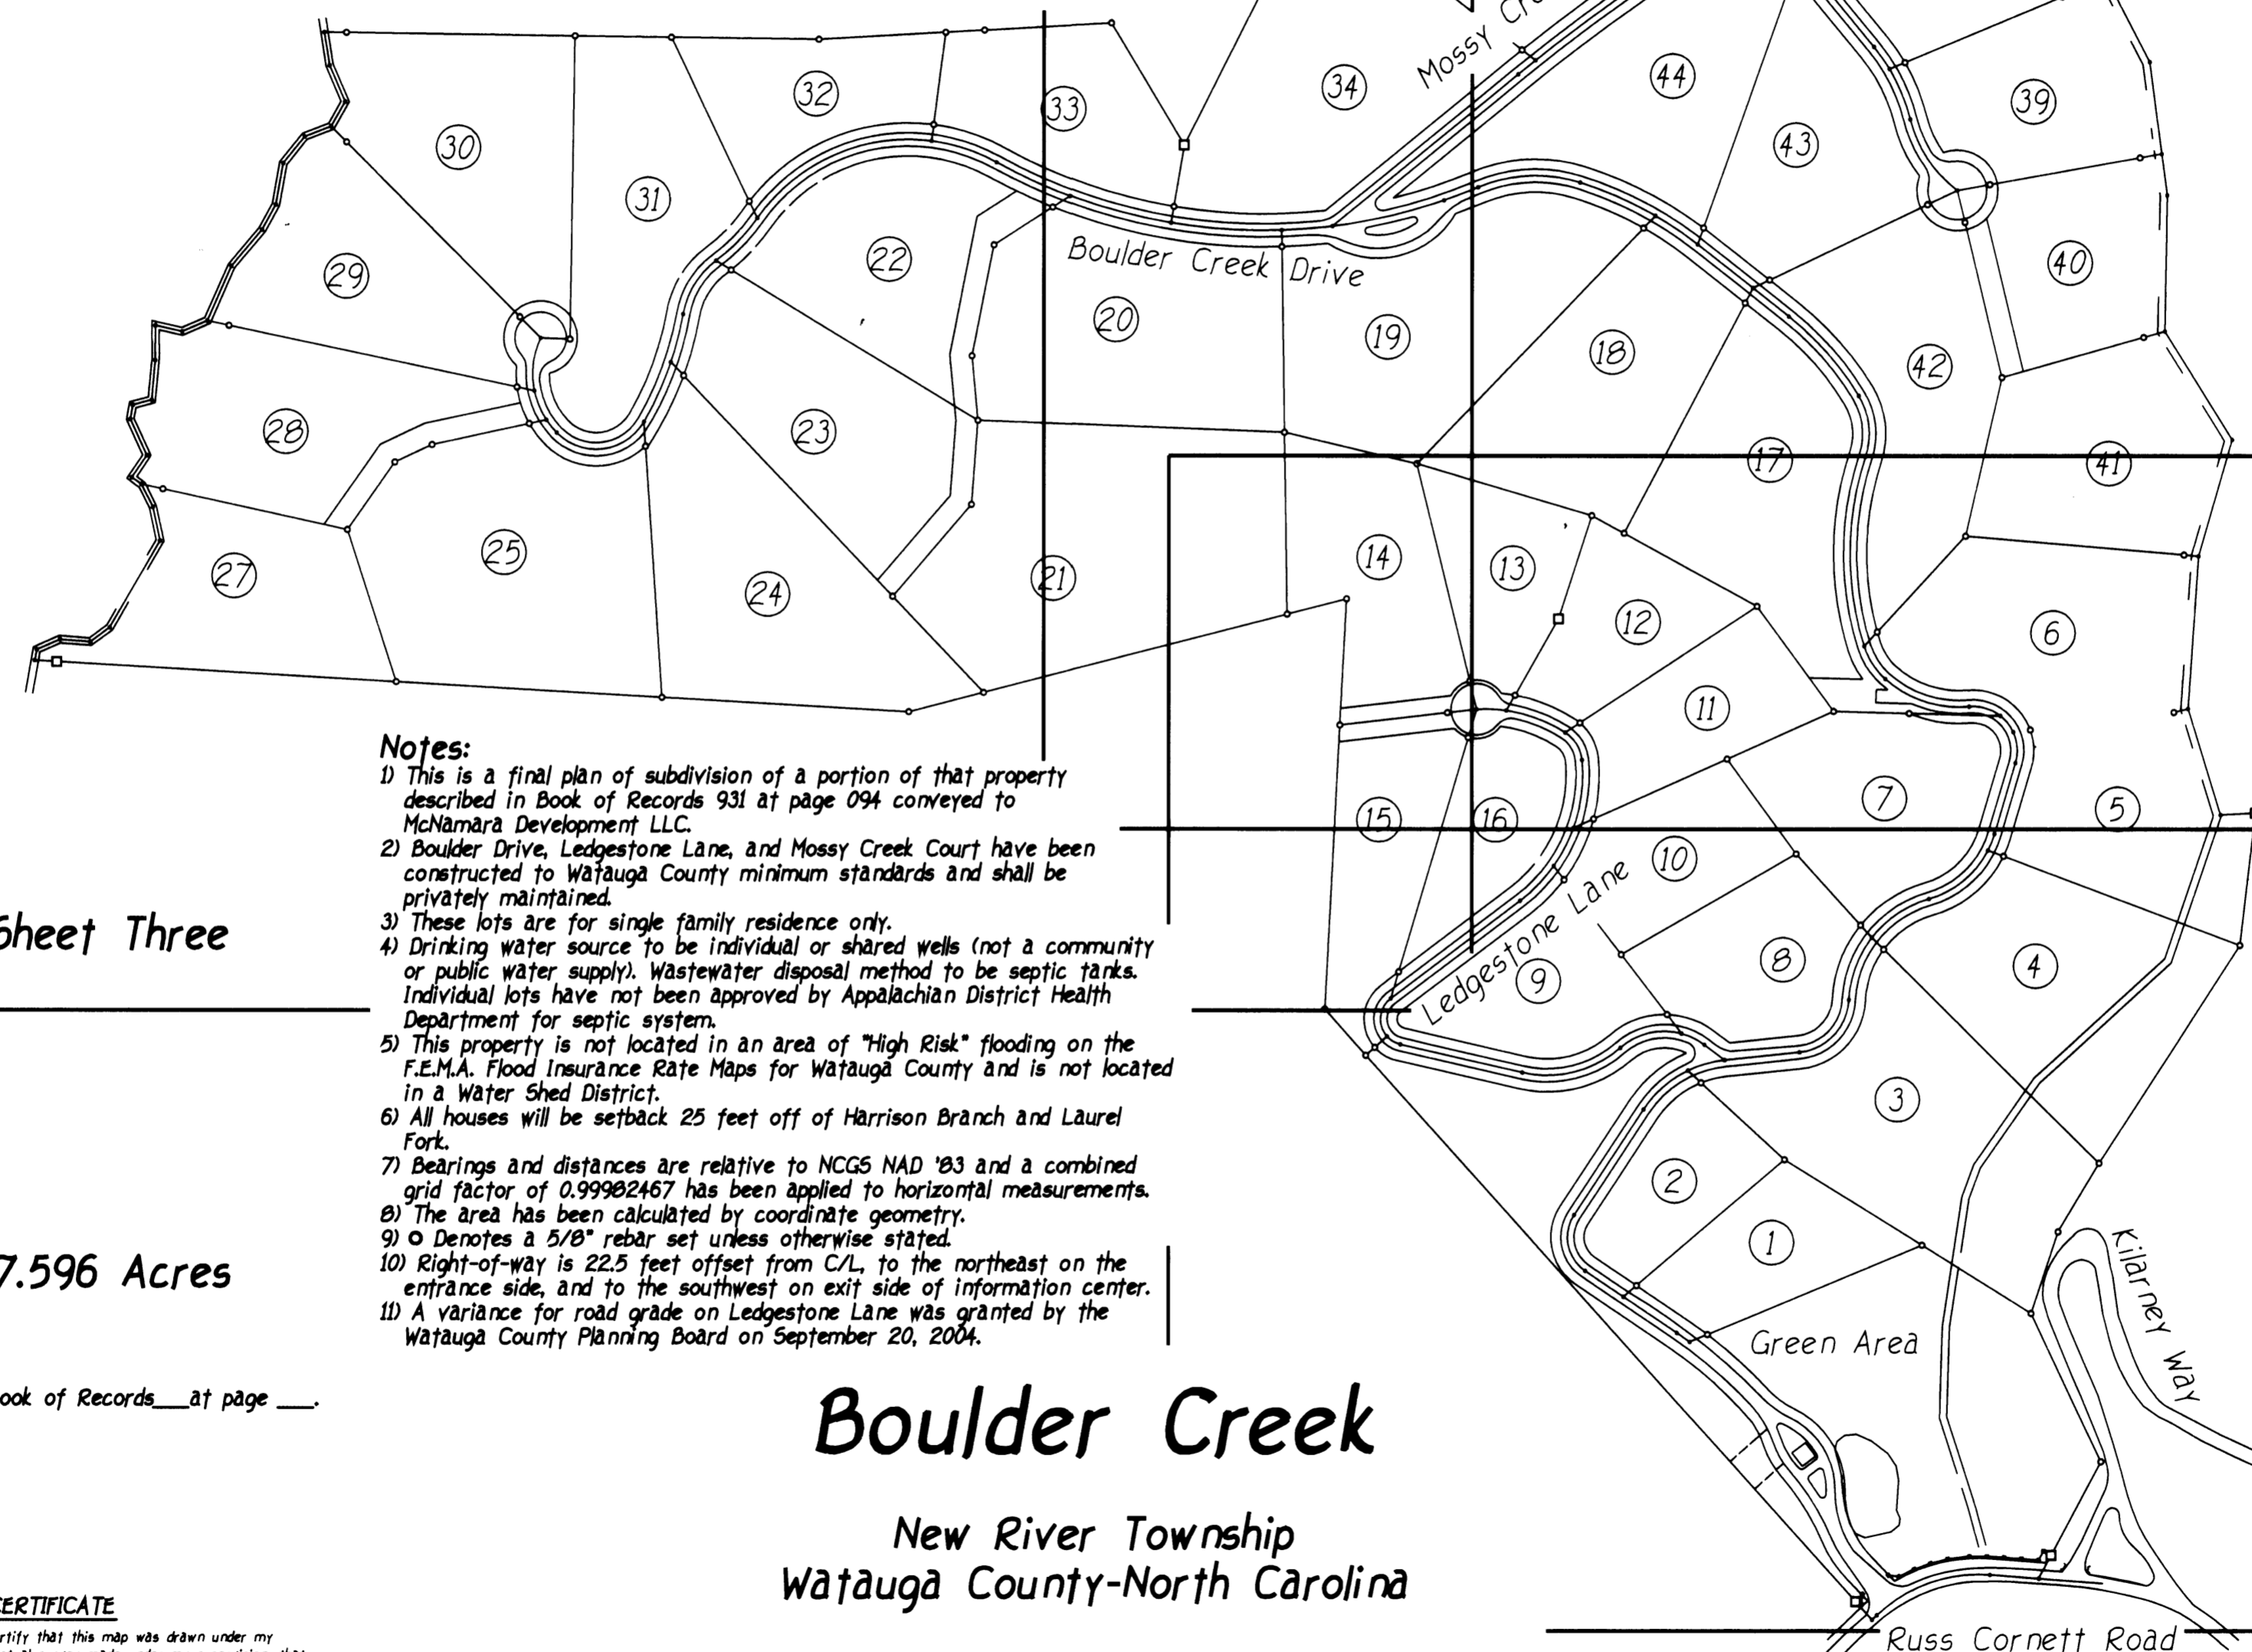 Mossy
34
44
39
32
33
30
43
31
22
Boulder Creek Drive
40
29
20
19
18
42
28
23
17
41
25
14
13
27
24
21
12
6
11
Notes:
1) This is a final plan of subdivision of a portion of that property
described in Book of Records 931 at page 094 conveyed to
McNamara Development LLC.
2) Boulder Drive, Ledgestone Lane, and Mossy Creek Court have been
constructed to Watauga County minimum standards and shall be
privately maintained.
3) These lots are for single family residence only.
4) Drinking water source to be individual or shared wells (not a community
or public water supply). Wastewater disposal method to be septic tanks.
Individual lots have not been approved by Appalachian District Health
Department for septic system.
5) This property is not located in an area of "High Risk" flooding on the
F.E.M.A. Flood Insurance Rate Maps for Watauga County and is not located
in a Water Shed District.
6) All houses will be setback 25 feet off of Harrison Branch and Laurel
Fork.
7) Bearings and distances are relative to NCGS NAD '83 and a combined
grid factor of 0.99982467 has been applied to horizontal measurements.
8) The area has been calculated by coordinate geometry.
9) o Denotes a 5/8" rebar set unless otherwise stated.
10) Right-of-way is 22.5 feet offset from C/L, to the northeast on the
entrance side, and to the southwest on exit side of information center.
11) A variance for road grade on Ledgestone Lane was granted by the
Watauga County Planning Board on September 20, 2004.
15
16
7
5
10
Ledgestone Lane
9
8
4
Sheet Three
3
2
1
Kilarney Way
7.596 Acres
Green Area
ook of Records___at page ___.
Boulder Creek
New River Township
Watauga County-North Carolina
ERTIFICATE
rtify that this map was drawn under my
Russ Cornett Road